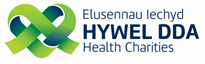 Elusennau Iechyd
HYWEL DDA
Health Charities